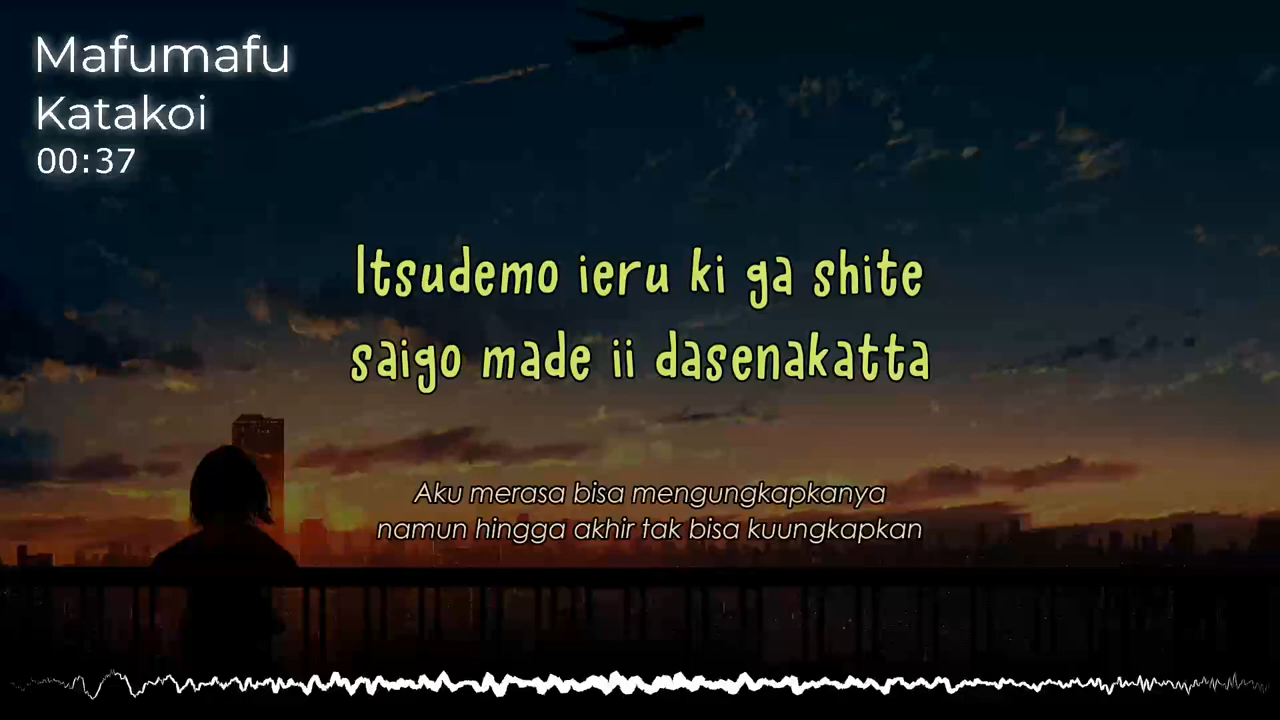 Mafumafu
Katakoi
00:37
Itsudemo ieru ki ga shite
saigo made ii dasenakatta
Aku merasa bisa mengungkapkanya
namun hingga akhir tak bisa kuungkapkan